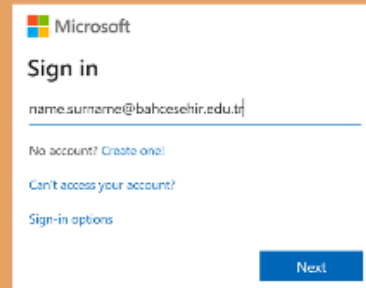 Microsoft
Sign in
name.surname@bahcesehir.edu.tr
No account? Create one!
Can't access your account?
Sign-in options
Next